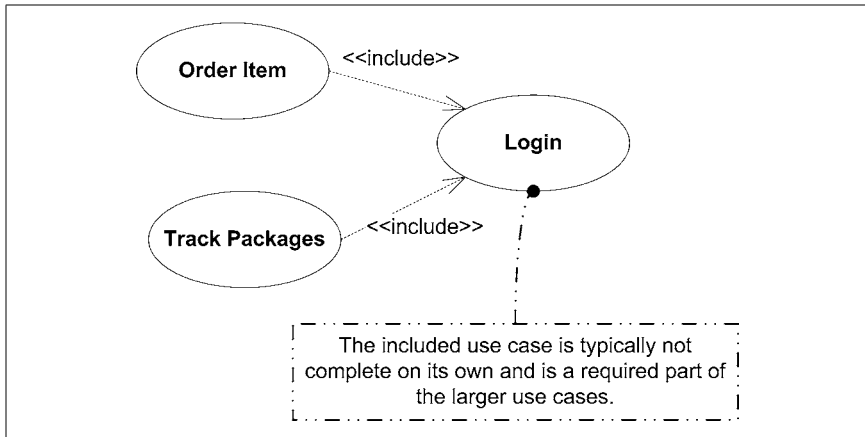 Order Item
<<include>>
Login
Track Packages
<<include>>
The included use case is typically not
complete on its own and is a required part of
the larger use cases.